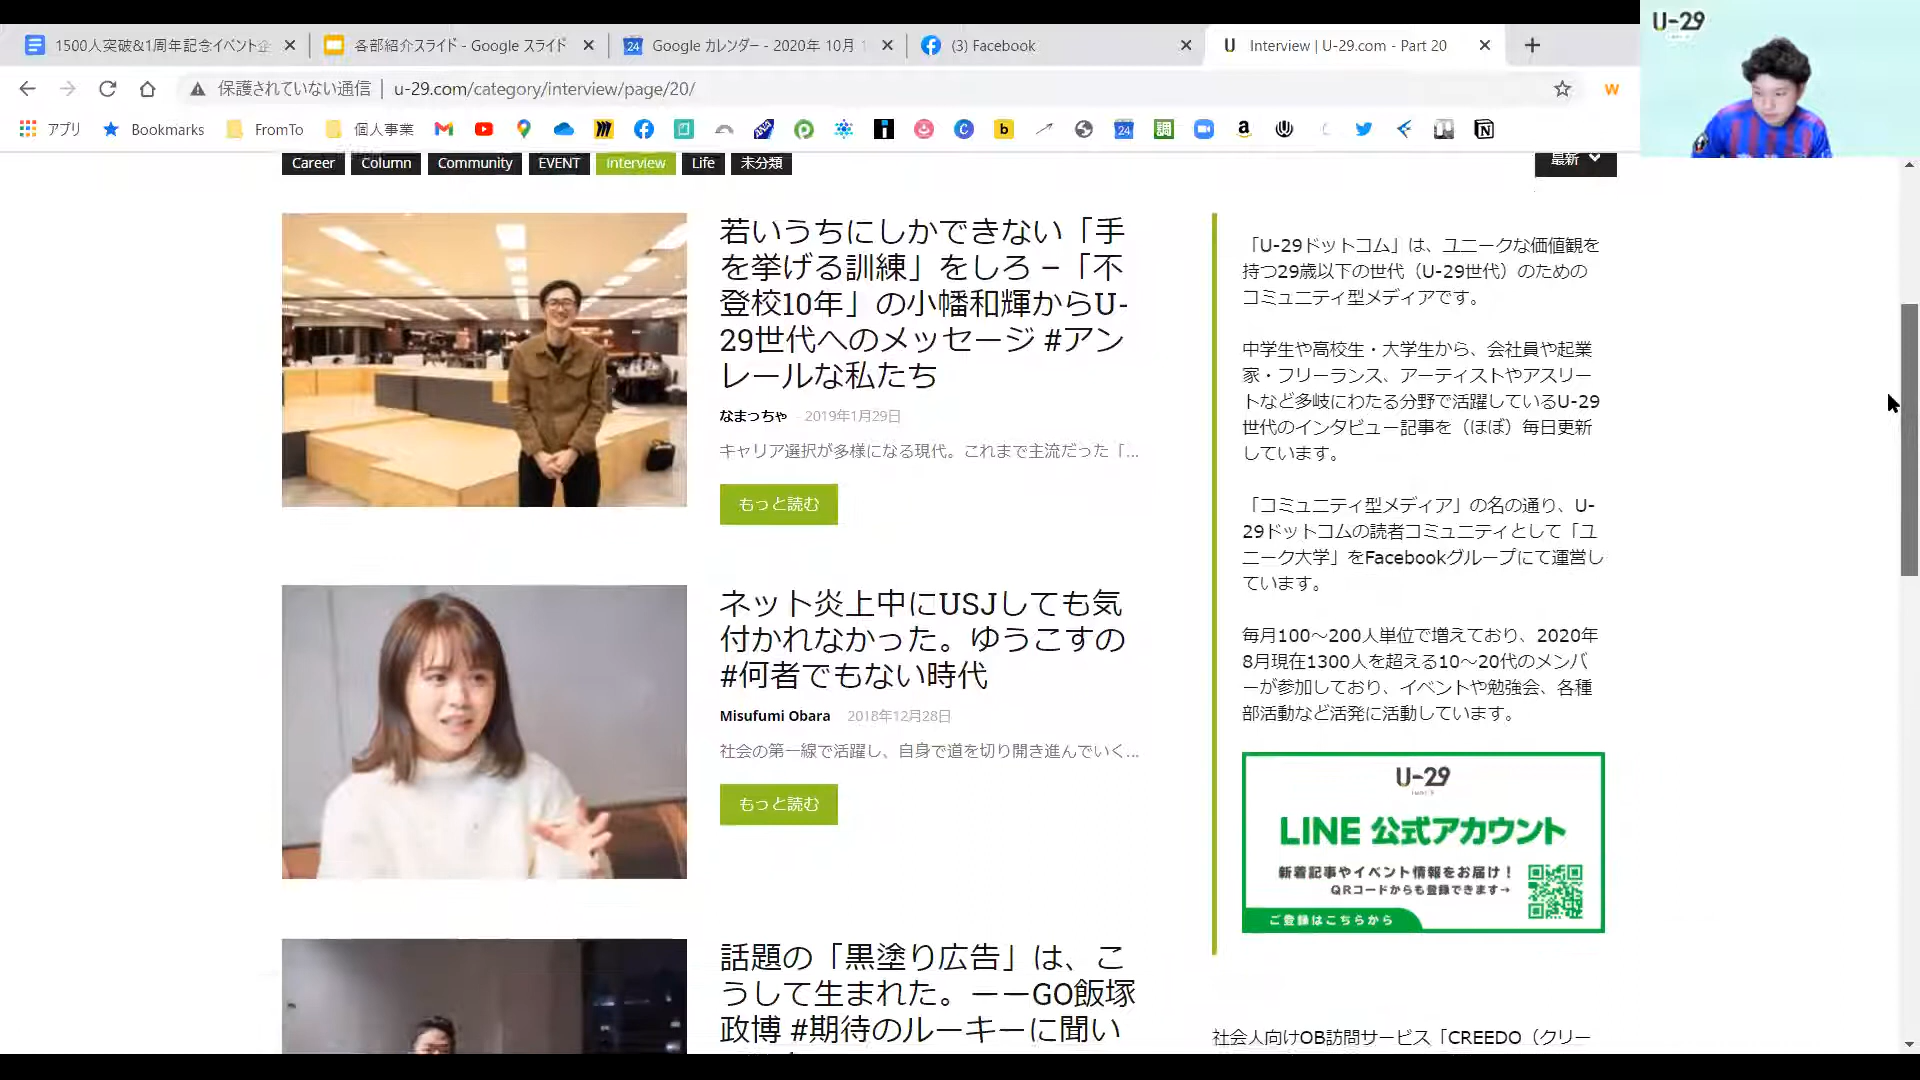 1500人突破&1周年記念イベント企
各部紹介スライド - Google スライド
Google カレンダー - 2020年 10月
(3) Facebook
Interview | U-29.com - Part 20
U-29
保護されていない通信 | u-29.com/category/interview/page/20/
アプリ
Bookmarks
FromTo
個人事業
Career
Column
Community
EVENT
Interview
Life
未分類
最新
若いうちにしかできない「手
を挙げる訓練」をしろ –「不
登校10年」の小幡和輝からU-
29世代へのメッセージ #アン
レールな私たち
なまっちゃ - 2019年1月29日
キャリア選択が多様になる現代。これまで主流だった「...
もっと読む
ネット炎上中にUSJしても気
付かれなかった。ゆうこすの
#何者でもない時代
Misufumi Obara 2018年12月28日
社会の第一線で活躍し、自身で道を切り開き進んでいく...
もっと読む
話題の「黒塗り広告」は、こ
うして生まれた。ーーGO飯塚
政博 #期待のルーキーに聞い
「U-29ドットコム」は、ユニークな価値観を
持つ29歳以下の世代（U-29世代）のための
コミュニティ型メディアです。
中学生や高校生・大学生から、会社員や起業
家・フリーランス、アーティストやアスリー
トなど多岐にわたる分野で活躍しているU-29
世代のインタビュー記事を（ほぼ）毎日更新
しています。
「コミュニティ型メディア」の名の通り、U-
29ドットコムの読者コミュニティとして「ユ
ニーク大学」をFacebookグループにて運営し
ています。
毎月100〜200人単位で増えており、2020年
8月現在1300人を超える10〜20代のメンバ
ーが参加しており、イベントや勉強会、各種
部活動など活発に活動しています。
U-29
LINE 公式アカウント
新着記事やイベント情報をお届け！
QRコードからも登録できます→
ご登録はこちらから
社会人向けOB訪問サービス「CREEDO（クリー